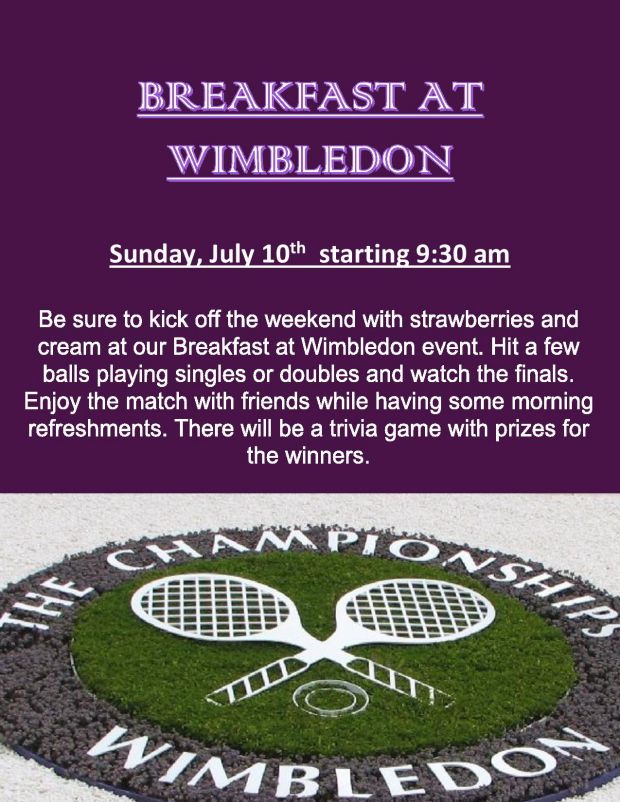 BREAKFAST AT
WIMBLEDON
Sunday, July 10th starting 9:30 am
Be sure to kick off the weekend with strawberries and
cream at our Breakfast at Wimbledon event. Hit a few
balls playing singles or doubles and watch the finals.
Enjoy the match with friends while having some morning
refreshments. There will be a trivia game with prizes for
the winners.
THE CHAMPIONSHIPS
WIMBLEDON